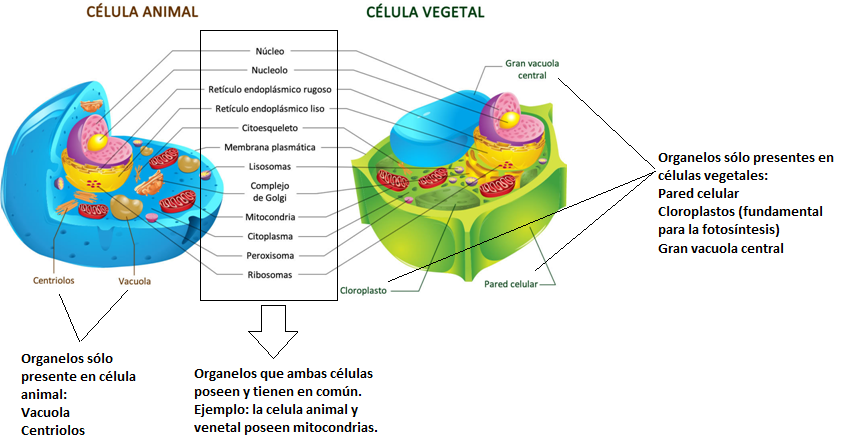 CÉLULA ANIMAL
CÉLULA VEGETAL
Núcleo
Nucleolo
Retículo endoplásmico rugoso
Retículo endoplásmico liso
Citoesqueleto
Membrana plasmática
Lisosomas
Complejo
de Golgi
Mitocondria
Citoplasma
Peroxisoma
Ribosomas
Centriolos
Vacuola
Gran vacuola
central
Cloroplasto
Pared celular
Organelos sólo presentes en
células vegetales:
Pared celular
Cloroplastos (fundamental
para la fotosíntesis)
Gran vacuola central
Organelos sólo
presente en célula
animal:
Vacuola
Centriolos
Organelos que ambas células
poseen y tienen en común.
Ejemplo: la celula animal y
venetal poseen mitocondrias.